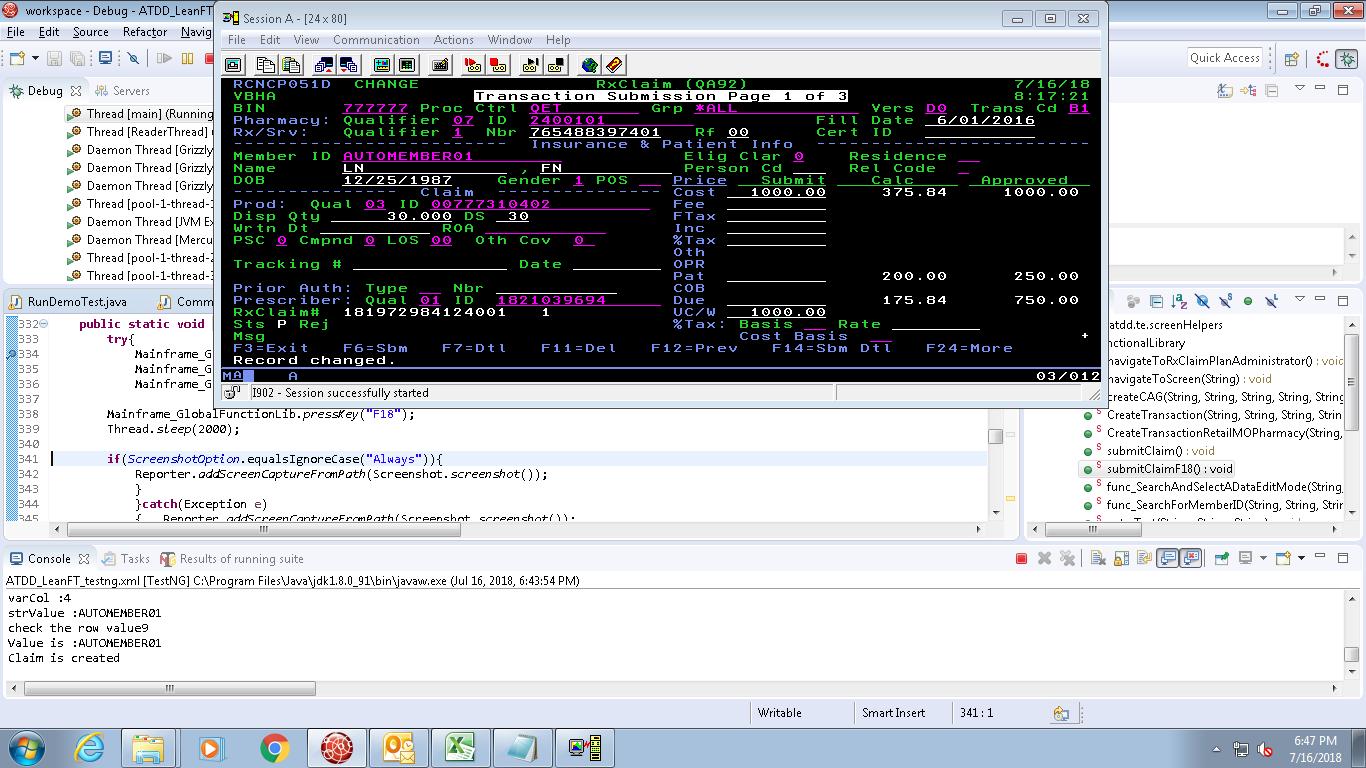 workspace - Debug - ATDD_LeanFT
File Edit Source Refactor Navig
Quick Access
Debug Servers
Thread [main] (Running
Thread [ReaderThread] (
Daemon Thread [Grizzly
Daemon Thread [Grizzly
Daemon Thread [Grizzly
Thread [pool-1-thread-1
Daemon Thread [JVM Ex
Daemon Thread [Mercu
Thread [pool-1-thread-2
Thread [pool-1-thread-3
Session A - [24 x 80]
File Edit View Communication Actions Window Help
RCNCP051D CHANGE RxClaim (QA92) 7/16/18
VBHA Transaction Submission Page 1 of 3 8:17:21
BIN 777777 Proc Ctrl QET Grp *ALL Vers D0 Trans Cd B1
Pharmacy: Qualifier 07 ID 2400101 Fill Date 6/01/2016
Rx/Srv: Qualifier 1 Nbr 765488397401 Rf 00 Cert ID
Insurance & Patient Info
Member ID AUTOMEMBER01 Elig Clar 0 Residence
Name LN , FN Person Cd Rel Code
DOB 12/25/1987 Gender 1 POS Price Submit Calc Approved
Claim Cost 1000.00 375.84 1000.00
Prod: Qual 03 ID 00777310402 Fee
Disp Qty 30.000 DS 30 FTax
Wrtn Dt ROA Inc
PSC 0 Cmpnd 0 LOS 00 Oth Cov 0 %Tax
Oth
Tracking # Date OPR
Pat 200.00 250.00
Prior Auth: Type Nbr COB
Prescriber: Qual 01 ID 1821039694 Due 175.84 750.00
RxClaim# 181972984124001 1 UC/W 1000.00
Sts P Rej %Tax: Basis Rate
Msg Cost Basis +
F3=Exit F6=Sbm F7=Dtl F11=Del F12=Prev F14=Sbm Dtl F24=More
Record changed.
MA A 03/012
I902 - Session successfully started
RunDemoTest.java Comm
332 public static void
333 try{
334 Mainframe_Gl
335 Mainframe_Gl
336 Mainframe_Gl
337
338 Mainframe_GlobalFunctionLib.pressKey("F18");
339 Thread.sleep(2000);
340
341 if(ScreenshotOption.equalsIgnoreCase("Always")){
342 Reporter.addScreenCaptureFromPath(Screenshot.screenshot());
343 }
344 }catch(Exception e)
345 { Reporter.addScreenCaptureFromPath(Screenshot.screenshot());
atdd.te.screenHelpers
nctionalLibrary
navigateToRxClaimPlanAdministrator() : voic
navigateToScreen(String) : void
createCAG(String, String, String, String, Strin
CreateTransaction(String, String, String, Strin
CreateTransactionRetailMOPharmacy(String,
submitClaim() : void
submitClaimF18() : void
func_SearchAndSelectADataEditMode(String
func_SearchForMemberID(String, String, Strin
Console Tasks Results of running suite
ATDD_LeanFT_testng.xml [TestNG] C:\Program Files\Java\jdk1.8.0_91\bin\javaw.exe (Jul 16, 2018, 6:43:54 PM)
varCol :4
strValue :AUTOMEMBER01
check the row value9
Value is :AUTOMEMBER01
Claim is created
Writable Smart Insert 341 : 1
6:47 PM
7/16/2018